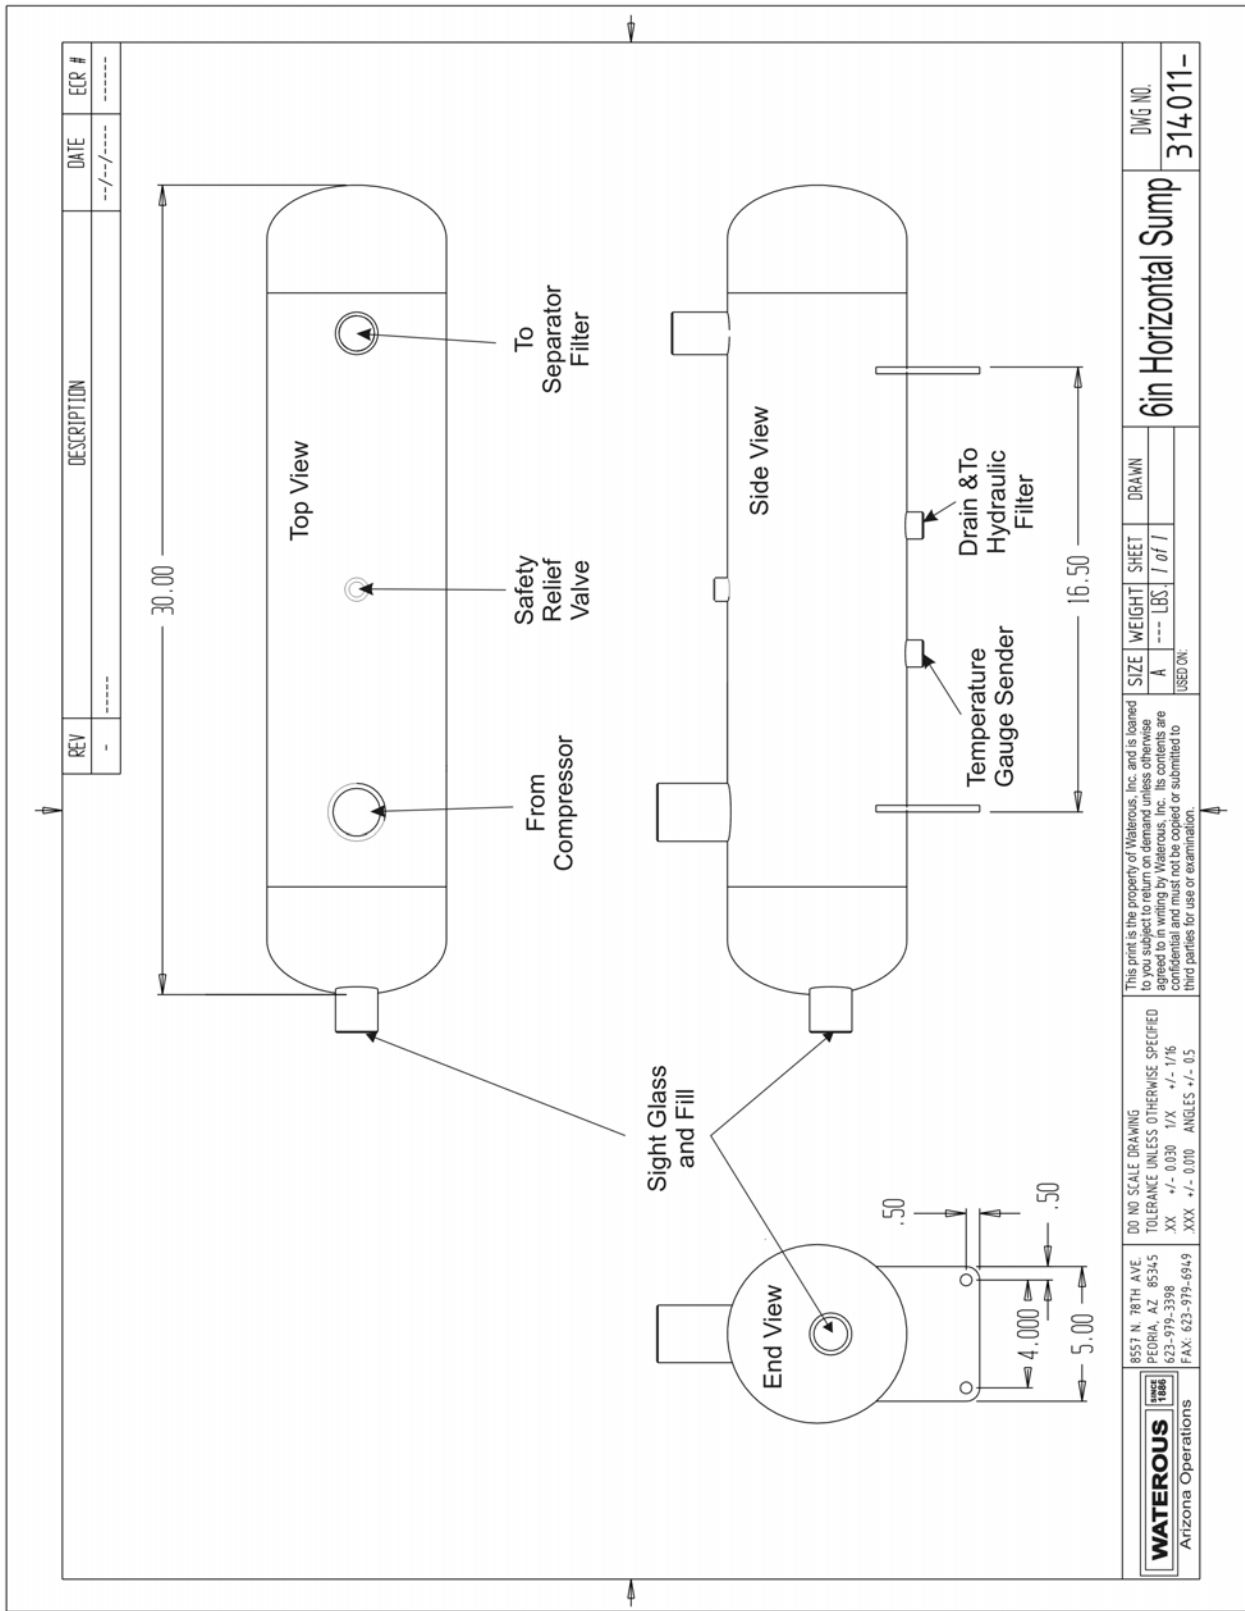 REV
DESCRIPTION
DATE
ECR #
-
-----
--/--/----
------
30.00
Top View
From
Compressor
Safety
Relief
Valve
To
Separator
Filter
Sight Glass
and Fill
Side View
Temperature
Gauge Sender
Drain &To
Hydraulic
Filter
16.50
End View
.50
.50
4.000
5.00
WATEROUS
SINCE
1886
Arizona Operations
8557 N. 78TH AVE.
PEORIA, AZ 85345
623-979-3398
FAX: 623-979-6949
DO NO SCALE DRAWING
TOLERANCE UNLESS OTHERWISE SPECIFIED
.XX +/- 0.030 1/X +/- 1/16
.XXX +/- 0.010 ANGLES +/- 0.5
This print is the property of Waterous, Inc. and is loaned
to you subject to return on demand unless otherwise
agreed to in writing by Waterous, Inc. Its contents are
confidential and must not be copied or submitted to
third parties for use or examination.
SIZE
WEIGHT
SHEET
DRAWN
A
--- LBS.
1 of 1
USED ON:
6in Horizontal Sump
DWG NO.
314011-